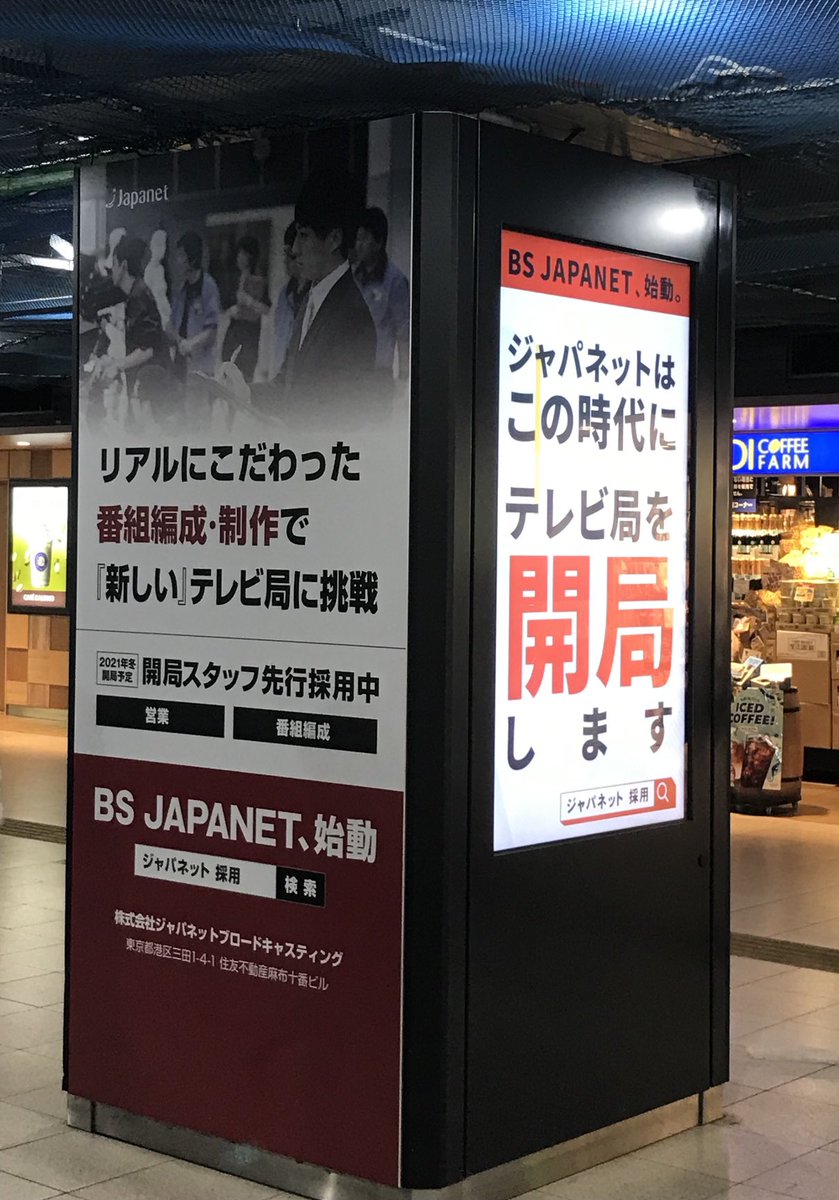 Japanet
リアルにこだわった
番組編成・制作で
『新しい』テレビ局に挑戦
2021年冬
開局予定
開局スタッフ先行採用中
営業
番組編成
BS JAPANET、始動
ジャパネット 採用
検索
株式会社ジャパネットブロードキャスティング
東京都港区三田1-4-1 住友不動産麻布十番ビル
BS JAPANET、始動。
ジャパネットは
この時代に
テレビ局を
開局
します
ジャパネット 採用
COFFEE
FARM
ICED
COFFEE!